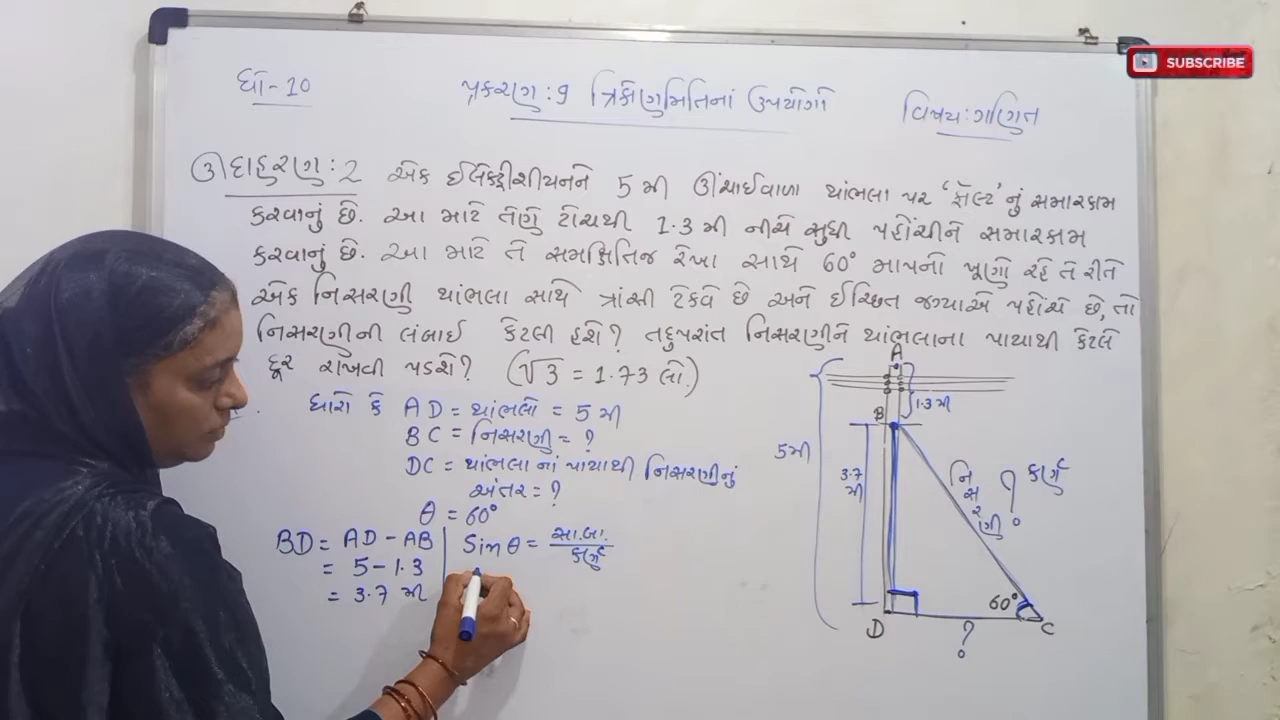 ધો-10
પ્રકરણ: 9 ત્રિકોણમિતિનાં ઉપયોગો
વિષય: ગણિત
SUBSCRIBE
ઉદાહરણ: 2 એક ઈલેક્ટ્રીશીયનને 5 મી ઊંચાઈવાળા થાંભલા પર 'ફોલ્ટ'નું સમારકામ
કરવાનું છે. આ માટે તેણે ટોચથી 1.3 મી નીચે સુધી પહોંચીને સમારકામ
કરવાનું છે. આ માટે તે સમક્ષિતિજ રેખા સાથે 60° માપનો ખૂણો રહે તે રીતે
એક નિસરણી થાંભલા સાથે ત્રાંસી ટેકવે છે અને ઈચ્છિત જગ્યાએ પહોંચે છે, તો
નિસરણીની લંબાઈ કેટલી હશે? તદુપરાંત નિસરણીને થાંભલાના પાયાથી કેટલે
દૂર રાખવી પડશે? (√3 = 1.73 લો.)
ધારો કે AD = થાંભલો = 5 મી
BC = નિસરણી = ?
DC = થાંભલા નાં પાયાથી નિસરણીનું
અંતર = ?
θ = 60°
BD = AD - AB
= 5 - 1.3
= 3.7 મી
Sin θ = સા.બા. / કર્ણ
A
1.3 મી
B
5 મી
3.7 મી
નિસરણી
?
કર્ણ
60°
D
C
?